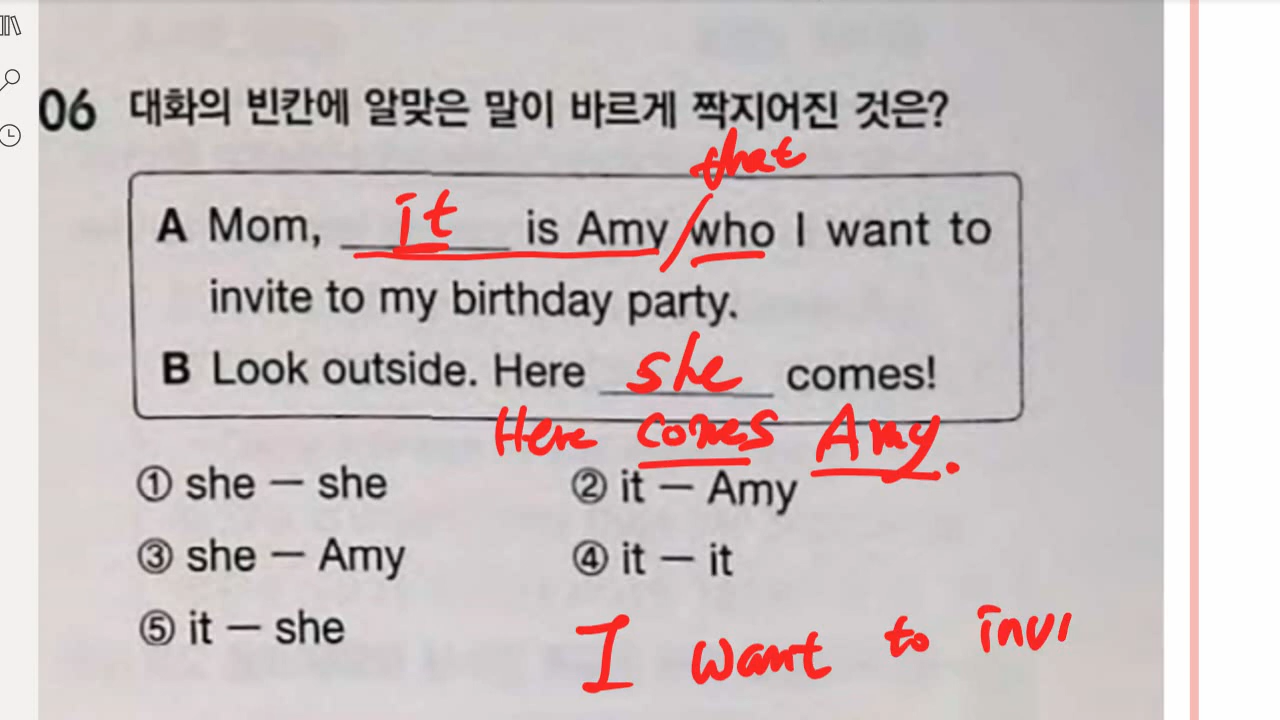 06 대화의 빈칸에 알맞은 말이 바르게 짝지어진 것은?
that
A Mom, it is Amy / who I want to
invite to my birthday party.
B Look outside. Here she comes!
Here comes Amy.
① she — she ② it — Amy
③ she — Amy ④ it — it
⑤ it — she
I want to invi